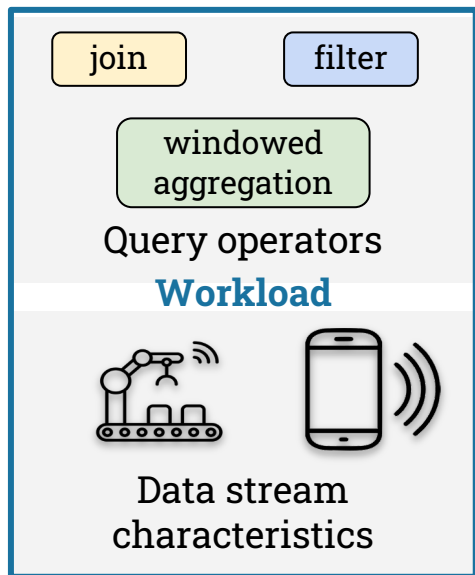 join
filter
windowed
aggregation
Query operators
Workload
Data stream
characteristics